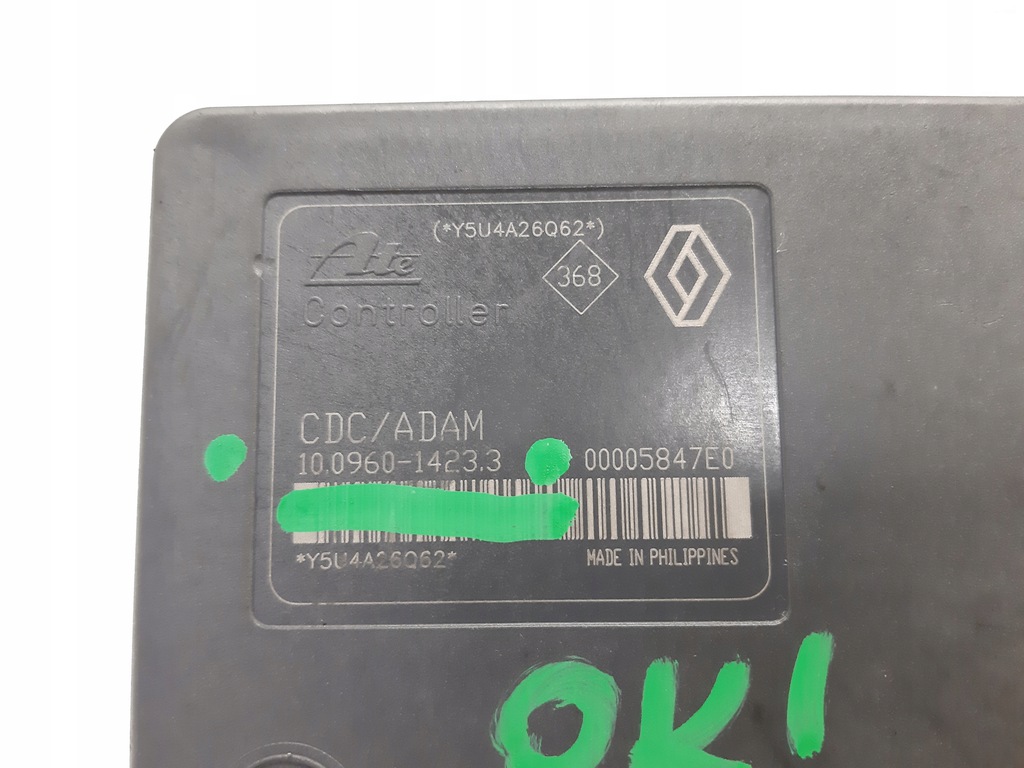 (*Y5U4A26Q62*)
Ate
368
Controller
CDC/ADAM
10.0960-1423.3
00005847E0
*Y5U4A26Q62*
MADE IN PHILIPPINES
OK!